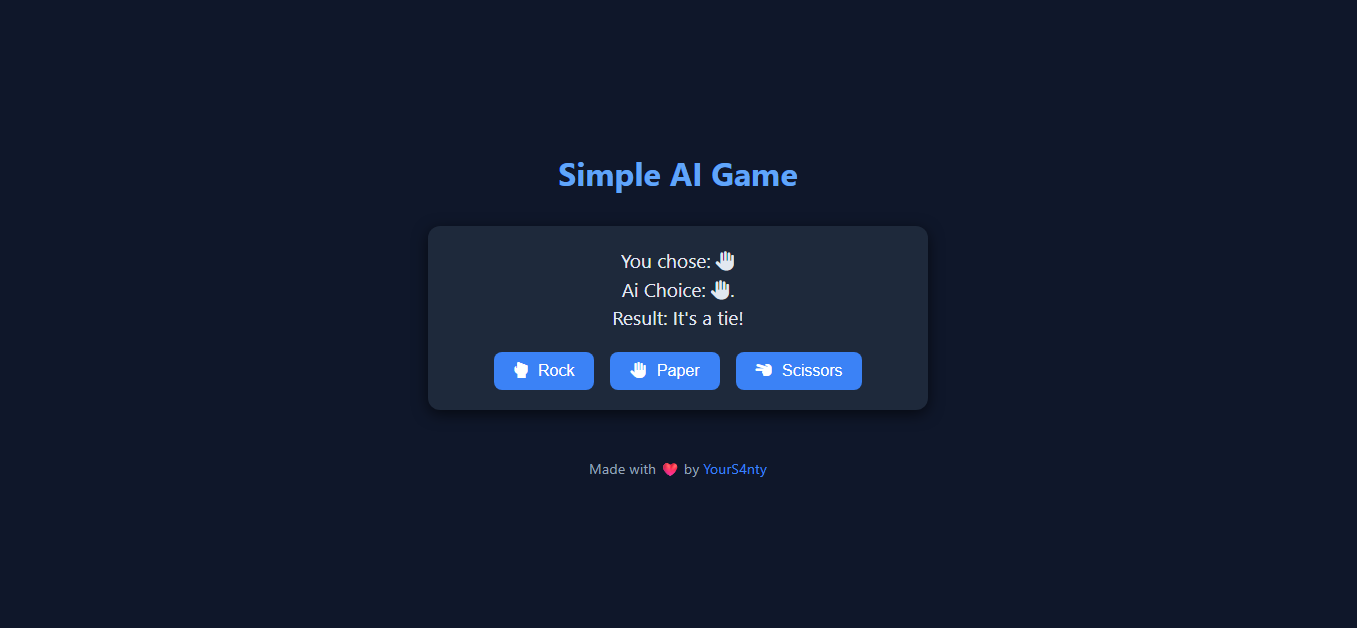 Simple AI Game
You chose: 🤚
Ai Choice: 🤚.
Result: It's a tie!
Rock Paper Scissors
Made with ❤️ by YourS4nty